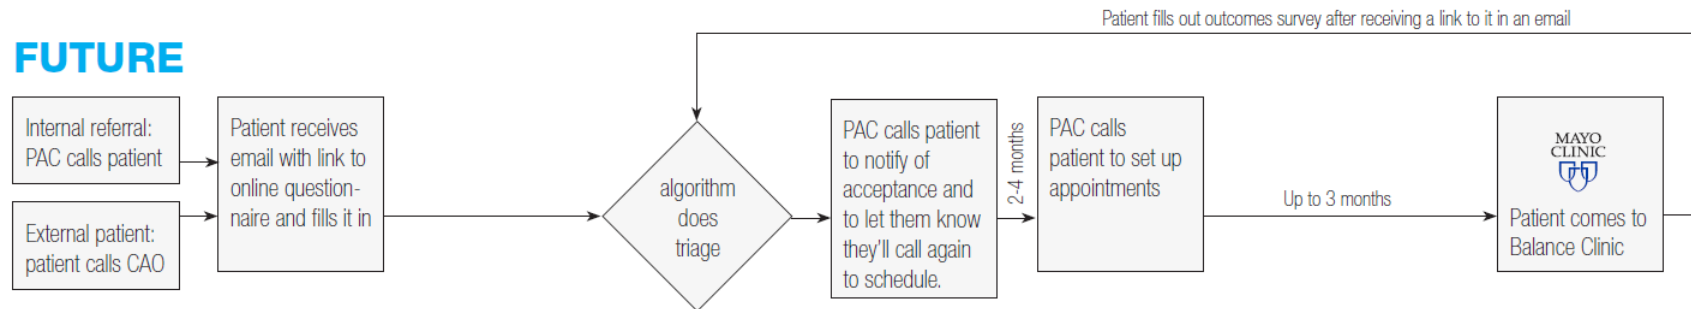 Patient fills out outcomes survey after receiving a link to it in an email
FUTURE
Internal referral:
PAC calls patient
External patient:
patient calls CAO
Patient receives
email with link to
online question-
naire and fills it in
algorithm
does
triage
PAC calls patient
to notify of
acceptance and
to let them know
they'll call again
to schedule.
2-4 months
PAC calls
patient to set up
appointments
Up to 3 months
MAYO
CLINIC
Patient comes to
Balance Clinic